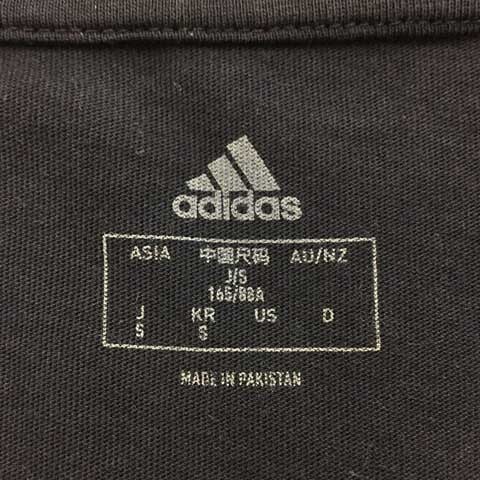 adidas
ASIA 中国尺码 AU/NZ
J/S
165/88A
J KR US D
S S
MADE IN PAKISTAN